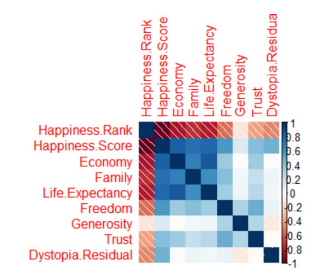 Happiness.Rank
Happiness.Score
Economy
Family
Life.Expectancy
Freedom
Generosity
Trust
Dystopia.Residua
Happiness.Rank
Happiness.Score
Economy
Family
Life.Expectancy
Freedom
Generosity
Trust
Dystopia.Residual
1
0.8
0.6
0.4
0.2
0
-0.2
-0.4
-0.6
-0.8
-1